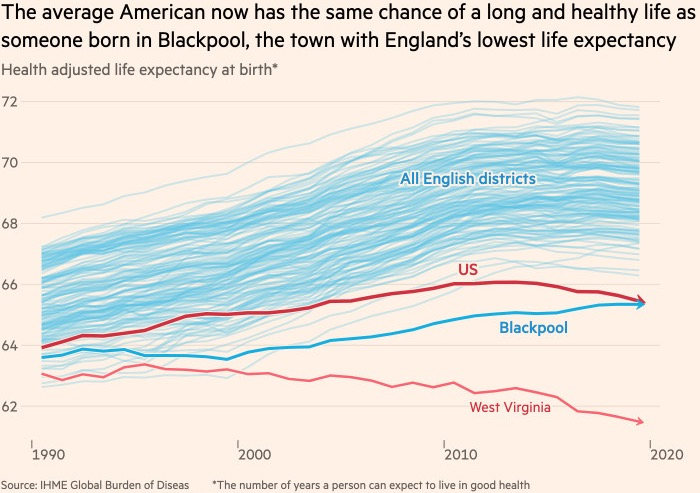 The average American now has the same chance of a long and healthy life as
someone born in Blackpool, the town with England's lowest life expectancy
Health adjusted life expectancy at birth*
72
70
All English districts
68
US
66
Blackpool
64
West Virginia
62
1990 2000 2010 2020
Source: IHME Global Burden of Diseas *The number of years a person can expect to live in good health